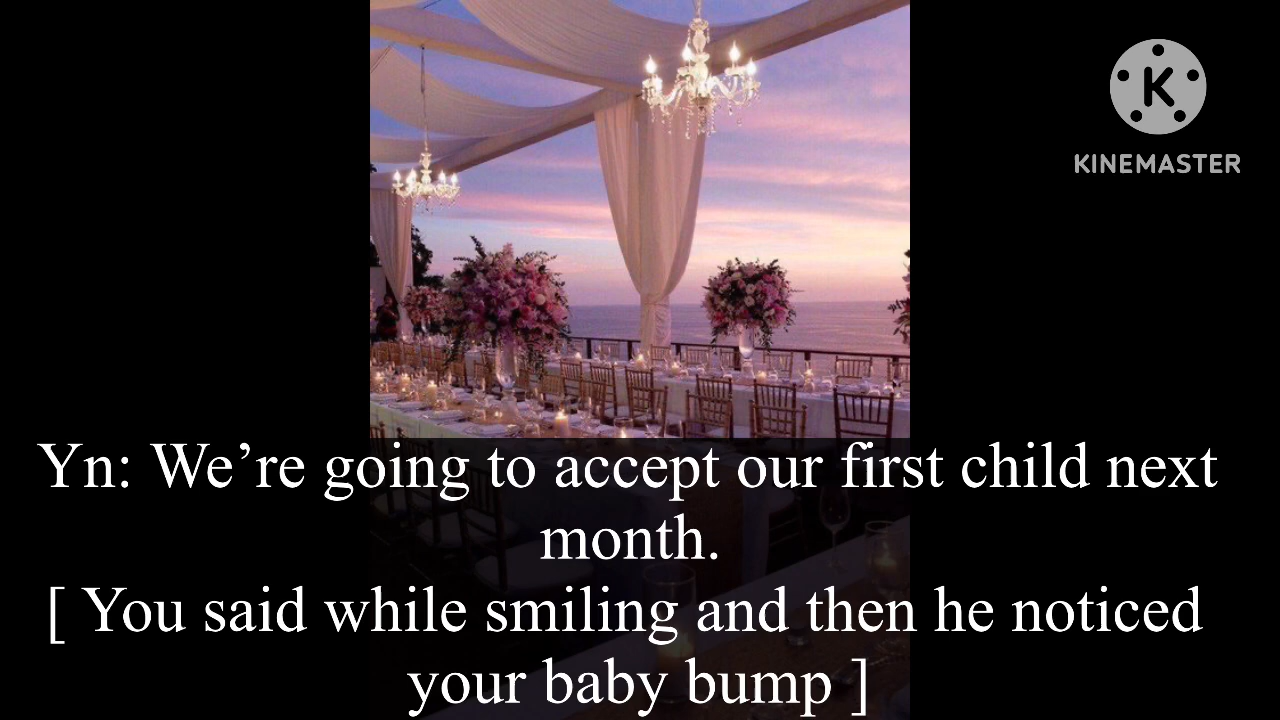 K
KINEMASTER
Yn: We’re going to accept our first child next
month.
[ You said while smiling and then he noticed
your baby bump ]